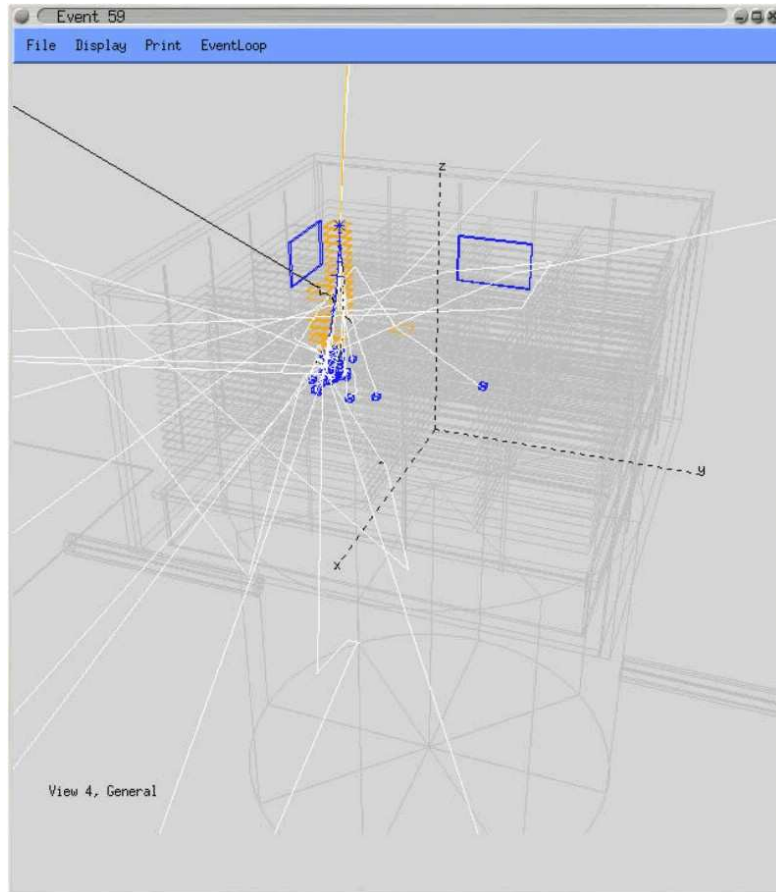 Event 59
File Display Print EventLoop
z
y
x
View 4, General